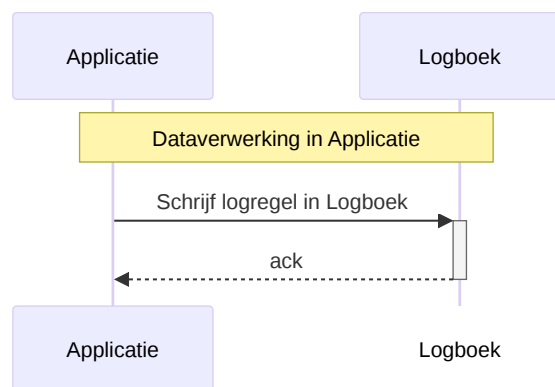 Applicatie
Logboek
Dataverwerking in Applicatie
Schrijf logregel in Logboek
ack
Applicatie
Logboek